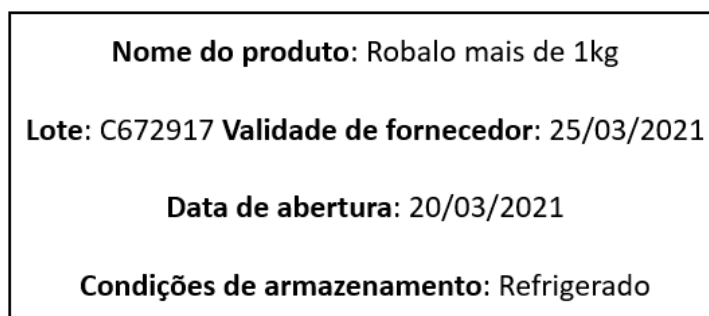 Nome do produto: Robalo mais de 1kg
Lote: C672917 Validade de fornecedor: 25/03/2021
Data de abertura: 20/03/2021
Condições de armazenamento: Refrigerado